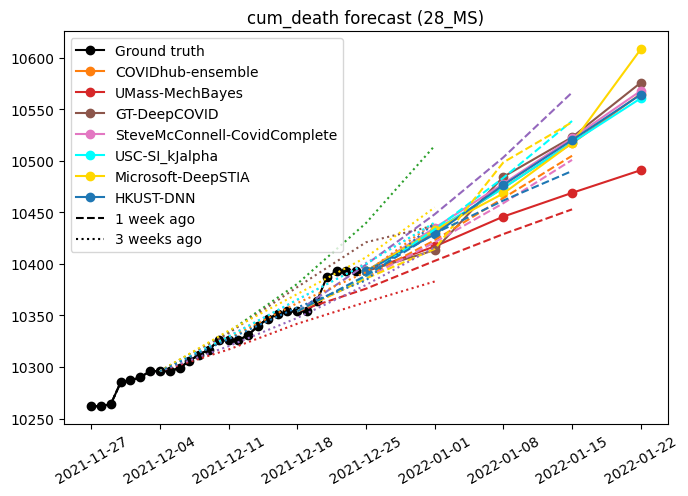 cum_death forecast (28_MS)
10600
10550
10500
10450
10400
10350
10300
10250
Ground truth
COVIDhub-ensemble
UMass-MechBayes
GT-DeepCOVID
SteveMcConnell-CovidComplete
USC-SI_kJalpha
Microsoft-DeepSTIA
HKUST-DNN
1 week ago
3 weeks ago
2021-11-27
2021-12-04
2021-12-11
2021-12-18
2021-12-25
2022-01-01
2022-01-08
2022-01-15
2022-01-22